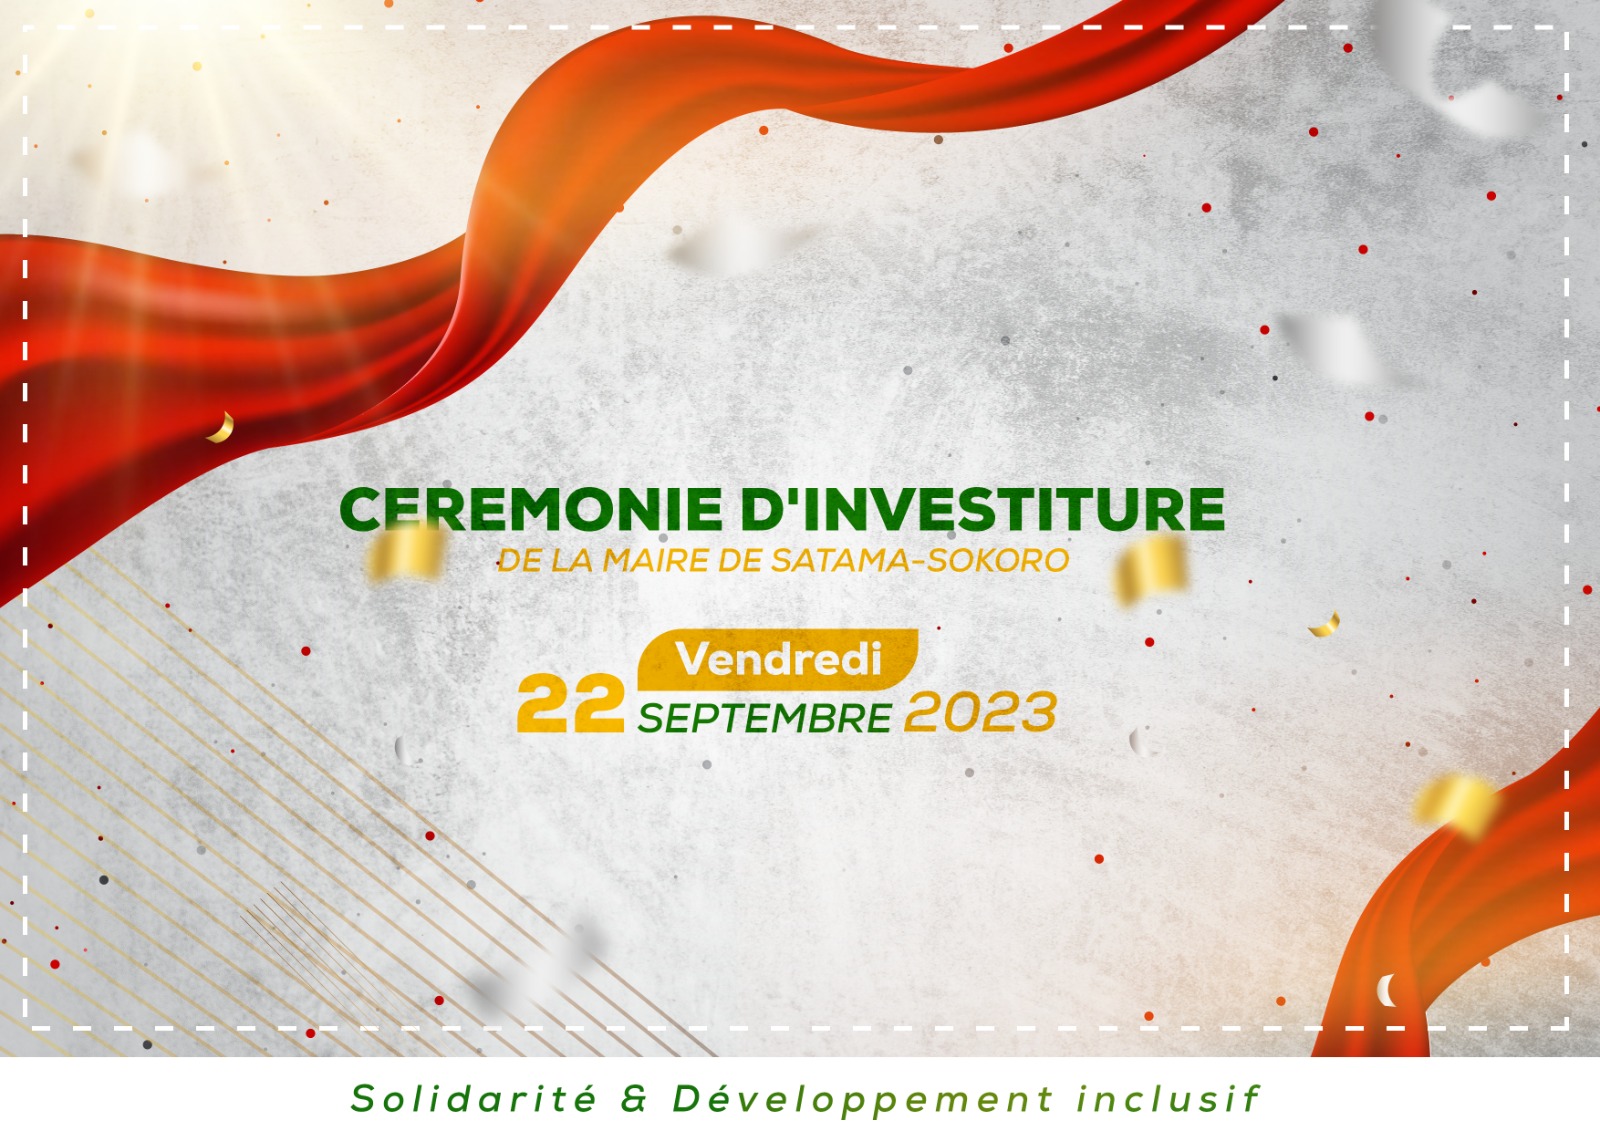 CEREMONIE D'INVESTITURE
DE LA MAIRE DE SATAMA-SOKORO
Vendredi
22 SEPTEMBRE 2023
Solidarité & Développement inclusif